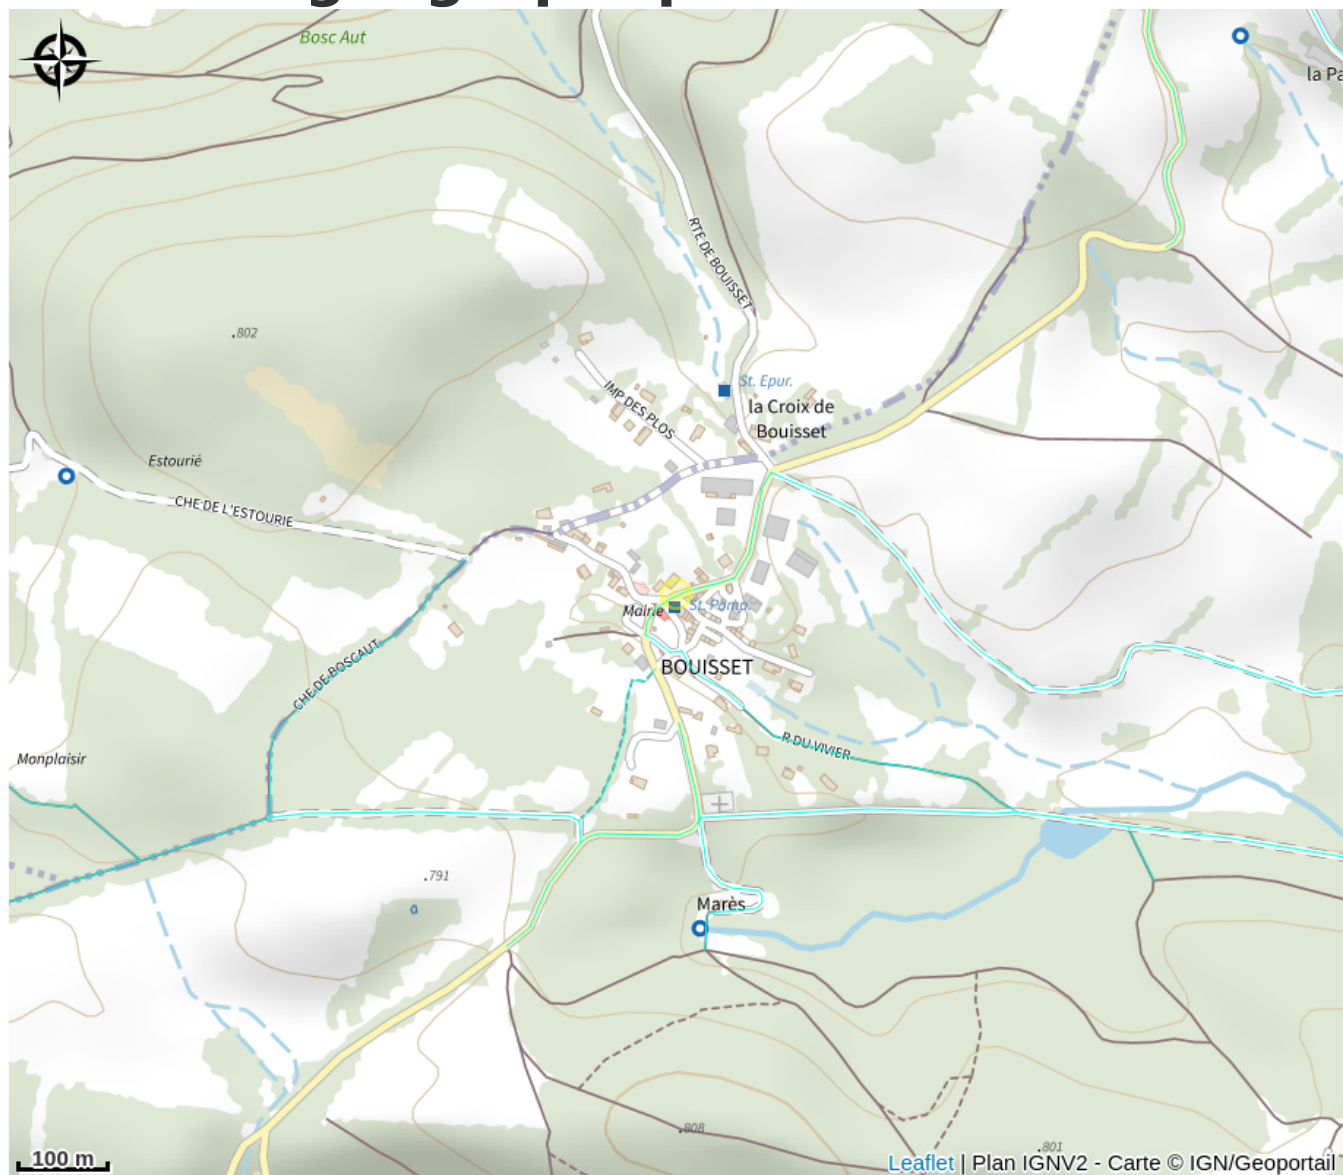 Bosc Aut
la Pa
RTE DE BOUISSET
.802
St. Epur.
IMP DES PLOS
la Croix de
Bouisset
Estourié
CHE DE L'ESTOURIE
Mairie
St. Pomp.
BOUISSET
CHE DE BOSCAUT
R DU VIVIER
Monplaisir
.791
Marès
.808
.801
100 m
Leaflet | Plan IGNV2 - Carte © IGN/Geoportail